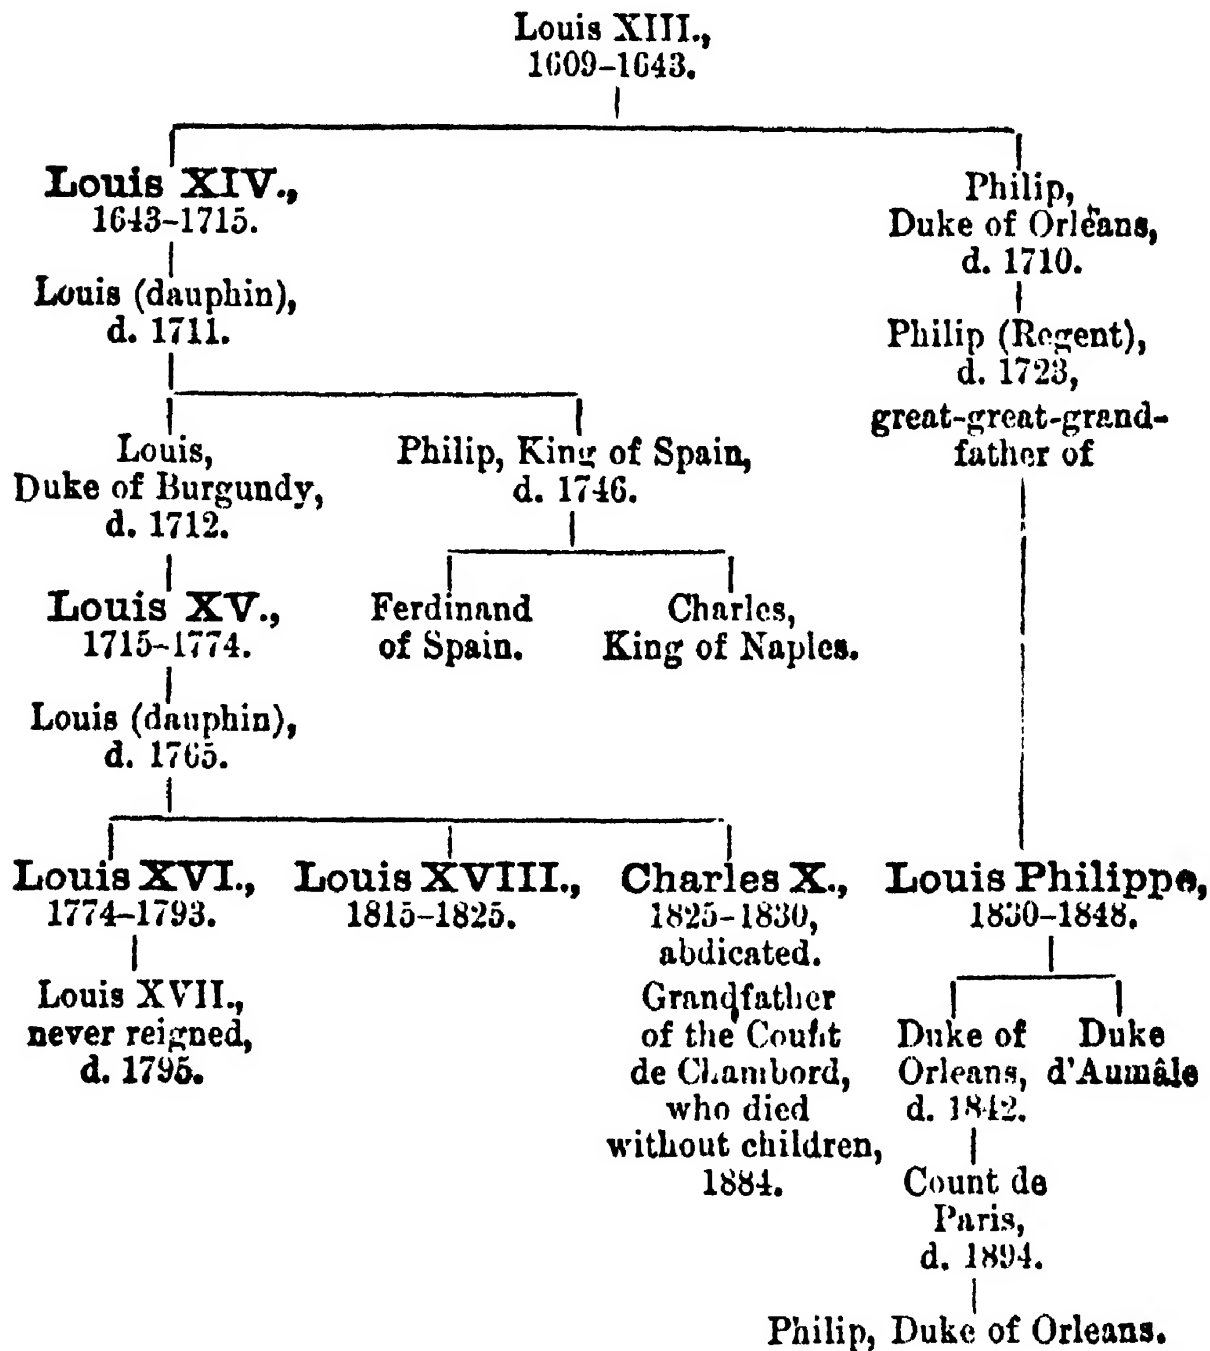 Louis XIII.,
1609–1643.
Louis XIV.,
1643–1715.
Philip,
Duke of Orleans,
d. 1710.
Louis (dauphin),
d. 1711.
Philip (Regent),
d. 1723,
great-great-grand-
father of
Louis,
Duke of Burgundy,
d. 1712.
Philip, King of Spain,
d. 1746.
Louis XV.,
1715–1774.
Ferdinand
of Spain.
Charles,
King of Naples.
Louis (dauphin),
d. 1765.
Louis XVI.,
1774–1793.
Louis XVIII.,
1815–1825.
Charles X.,
1825–1830,
abdicated.
Grandfather
of the Count
de Chambord,
who died
without children,
1884.
Louis Philippe,
1830–1848.
Louis XVII.,
never reigned,
d. 1795.
Duke of
Orleans,
d. 1842.
Duke
d'Aumâle
Count de
Paris,
d. 1894.
Philip, Duke of Orleans.